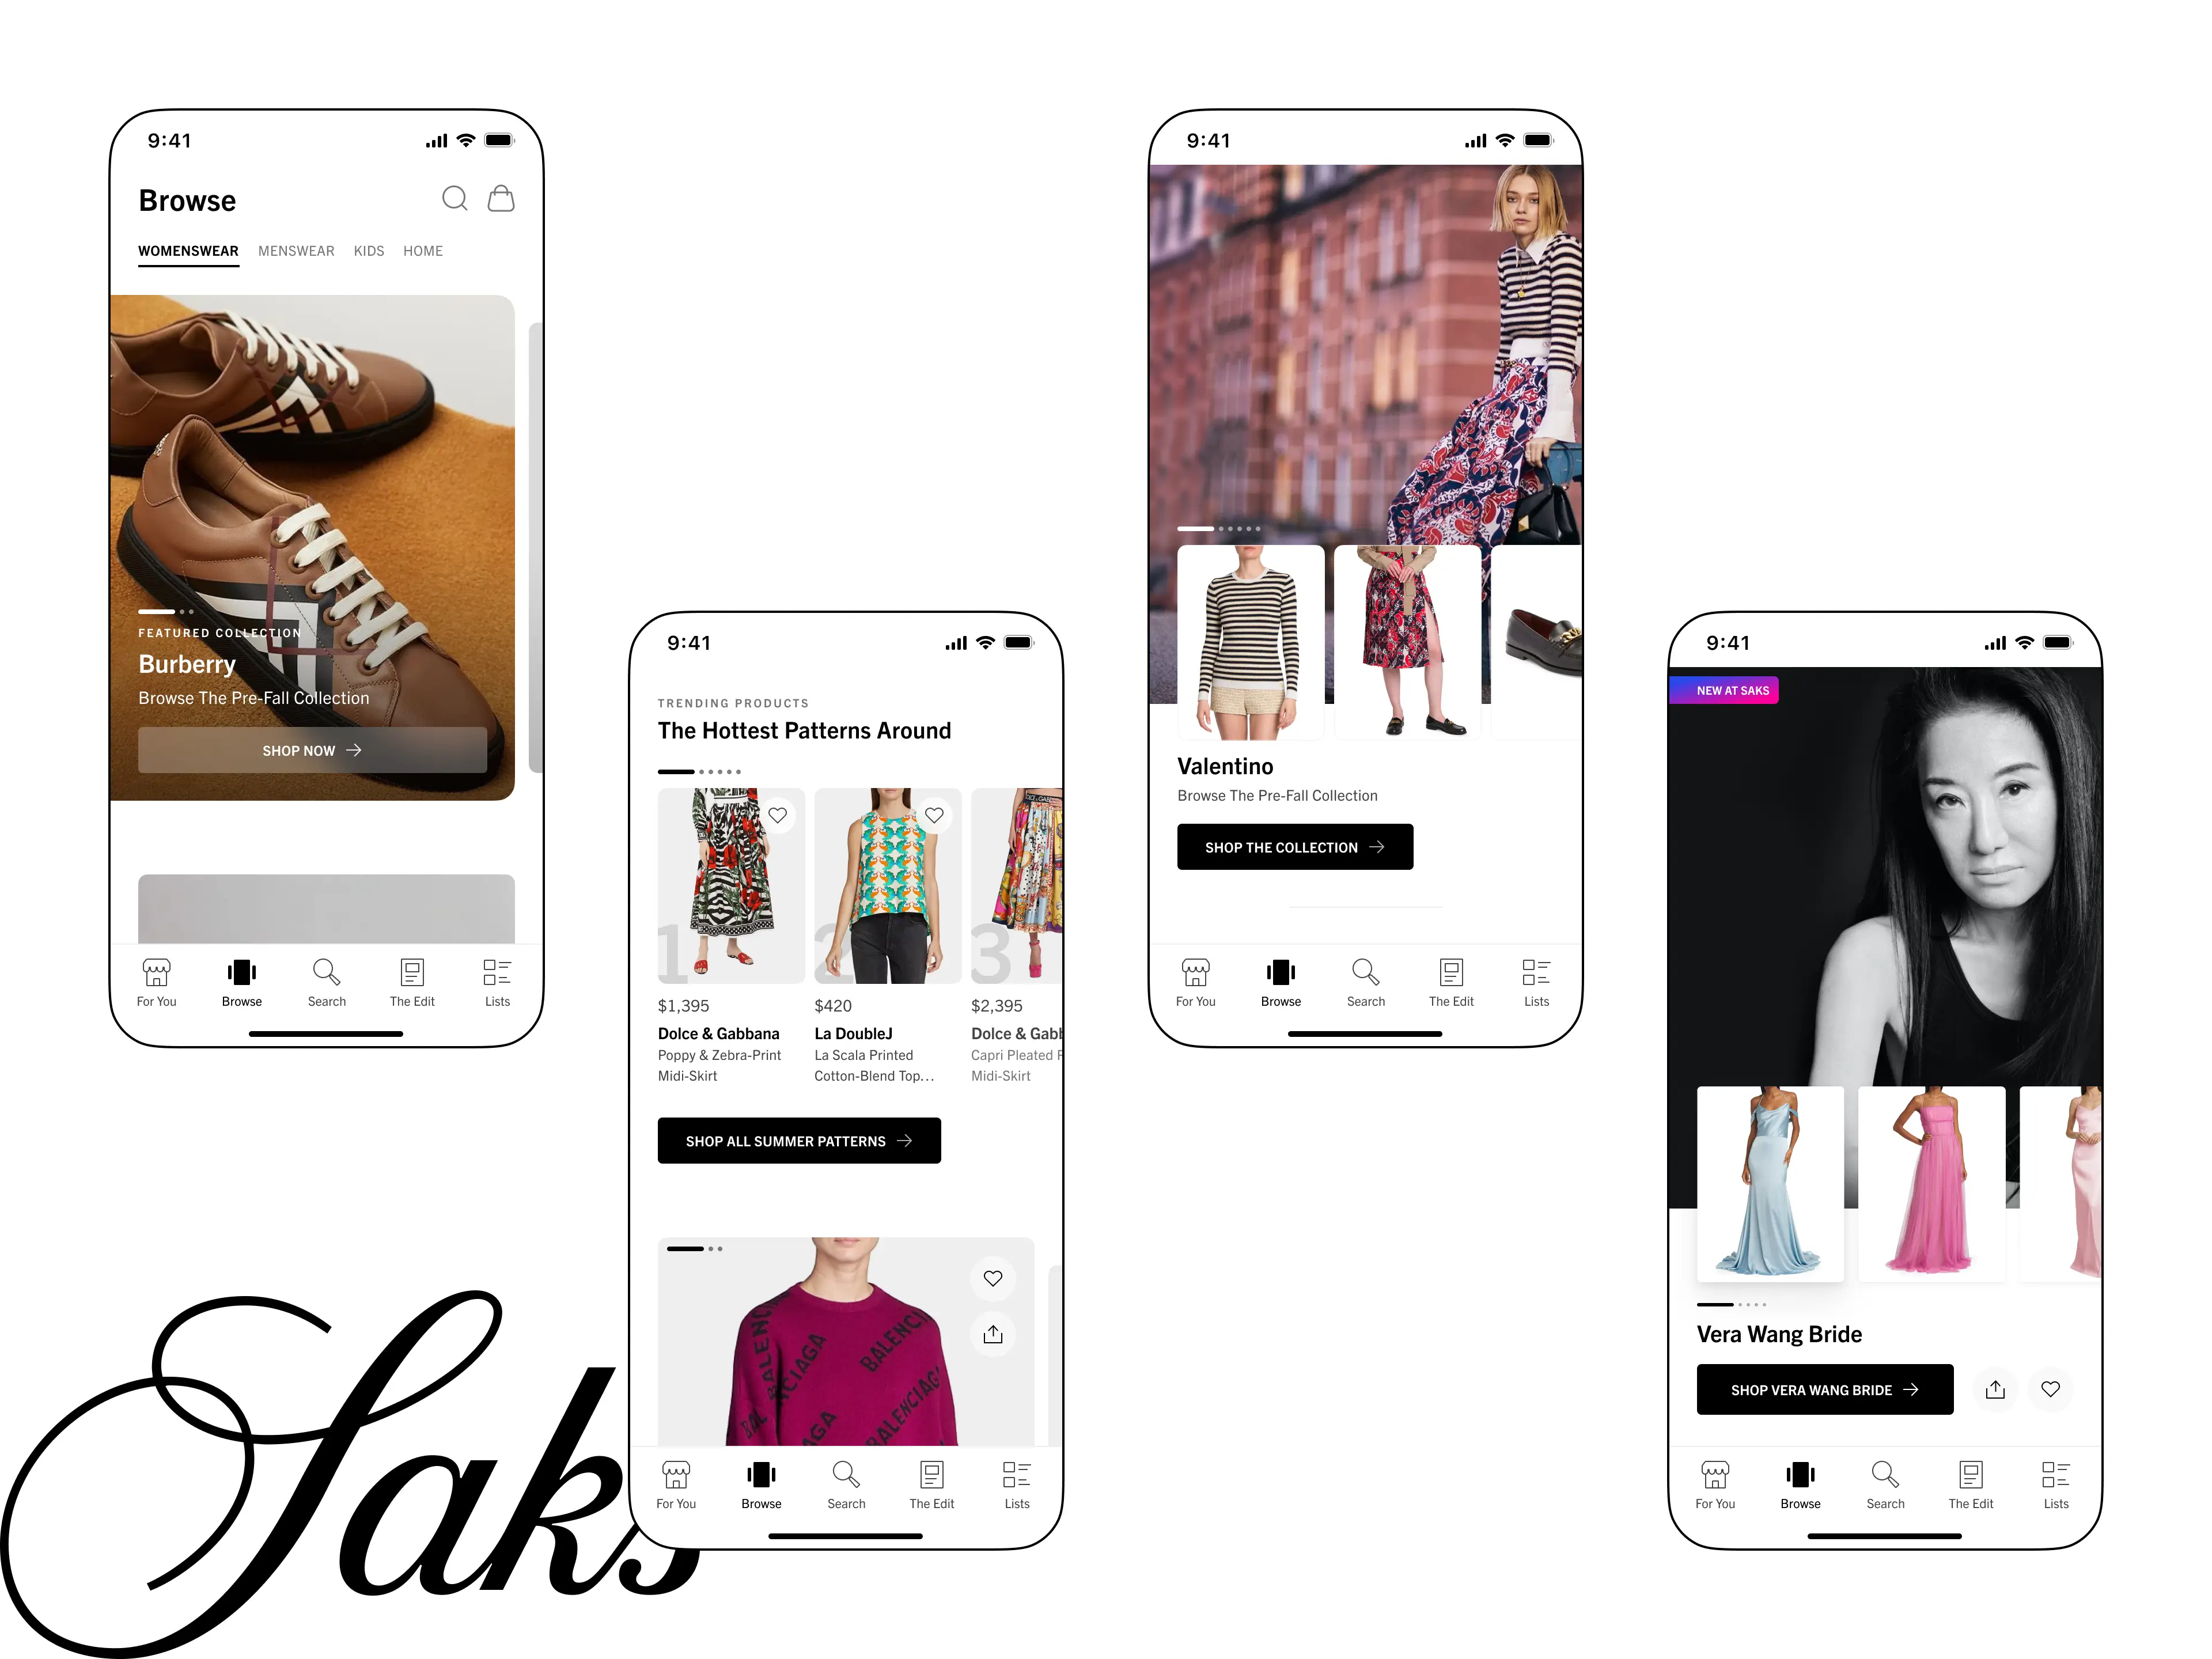 9:41
Browse
WOMENSWEAR MENSWEAR KIDS HOME
FEATURED COLLECTION
Burberry
Browse The Pre-Fall Collection
SHOP NOW
For You Browse Search The Edit Lists
9:41
TRENDING PRODUCTS
The Hottest Patterns Around
1 2 3
$1,395 $420 $2,395
Dolce & Gabbana La DoubleJ Dolce & Gabb
Poppy & Zebra-Print La Scala Printed Capri Pleated
Midi-Skirt Cotton-Blend Top... Midi-Skirt
SHOP ALL SUMMER PATTERNS
BALENCIAGA
BALENCIAGA
For You Browse Search The Edit Lists
9:41
Valentino
Browse The Pre-Fall Collection
SHOP THE COLLECTION
For You Browse Search The Edit Lists
9:41
NEW AT SAKS
Vera Wang Bride
SHOP VERA WANG BRIDE
For You Browse Search The Edit Lists
Saks